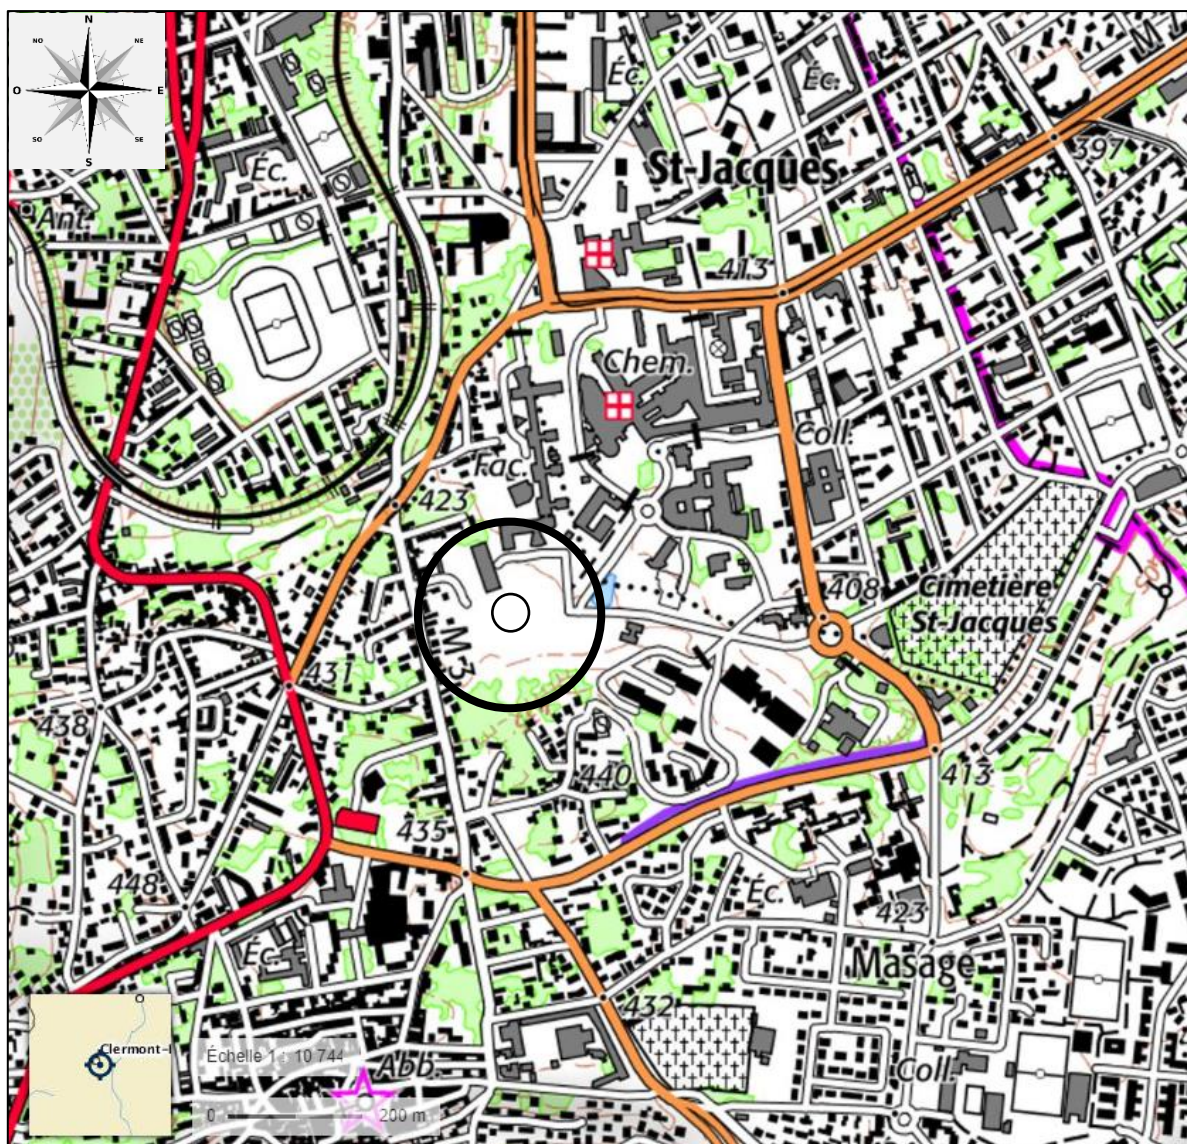 N
NO
NE
O
E
SO
SE
S
Éc.
Éc.
St-Jacques
397
Éc.
Ant.
413
Chem.
Coll.
Fac.
423
408
Cimetière
St-Jacques
M 3
431
438
440
413
435
448
Éc.
423
Éc.
Masage
432
Clermont-
Échelle 1 : 10 744
Abb.
Coll.
0
200 m